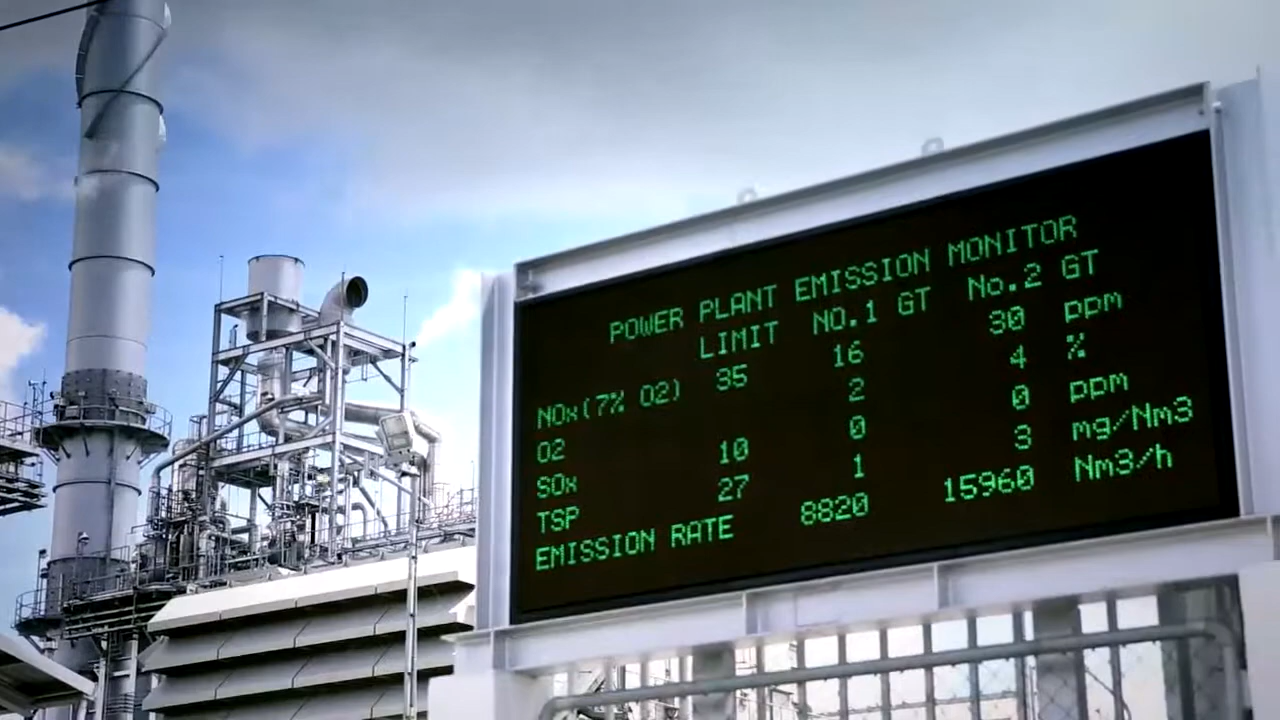 POWER PLANT EMISSION MONITOR
LIMIT NO.1 GT No.2 GT
NOx(7% O2) 35 16 30 ppm
O2 2 4 %
SOx 10 0 0 ppm
TSP 27 1 3 mg/Nm3
EMISSION RATE 8820 15960 Nm3/h